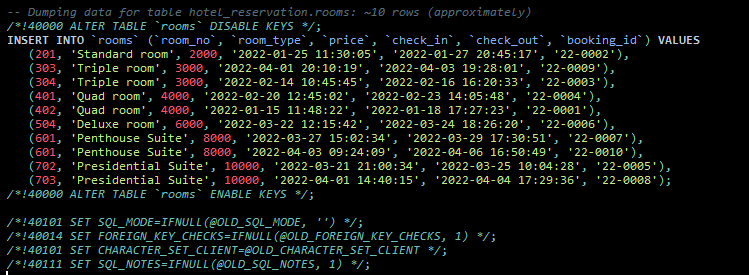 -- Dumping data for table hotel_reservation.rooms: ~10 rows (approximately)
/*!40000 ALTER TABLE `rooms` DISABLE KEYS */;
INSERT INTO `rooms` (`room_no`, `room_type`, `price`, `check_in`, `check_out`, `booking_id`) VALUES
(201, 'Standard room', 2000, '2022-01-25 11:30:05', '2022-01-27 20:45:17', '22-0002'),
(303, 'Triple room', 3000, '2022-04-01 20:10:19', '2022-04-03 19:28:01', '22-0009'),
(304, 'Triple room', 3000, '2022-02-14 10:45:45', '2022-02-16 16:20:33', '22-0003'),
(401, 'Quad room', 4000, '2022-02-20 12:45:02', '2022-02-23 14:05:48', '22-0004'),
(402, 'Quad room', 4000, '2022-01-15 11:48:22', '2022-01-18 17:27:23', '22-0001'),
(504, 'Deluxe room', 6000, '2022-03-22 12:15:42', '2022-03-24 18:26:20', '22-0006'),
(601, 'Penthouse Suite', 8000, '2022-03-27 15:02:34', '2022-03-29 17:30:51', '22-0007'),
(601, 'Penthouse Suite', 8000, '2022-04-03 09:24:09', '2022-04-06 16:50:49', '22-0010'),
(702, 'Presidential Suite', 10000, '2022-03-21 21:00:34', '2022-03-25 10:04:28', '22-0005'),
(703, 'Presidential Suite', 10000, '2022-04-01 14:40:15', '2022-04-04 17:29:36', '22-0008');
/*!40000 ALTER TABLE `rooms` ENABLE KEYS */;
/*!40101 SET SQL_MODE=IFNULL(@OLD_SQL_MODE, '') */;
/*!40014 SET FOREIGN_KEY_CHECKS=IFNULL(@OLD_FOREIGN_KEY_CHECKS, 1) */;
/*!40101 SET CHARACTER_SET_CLIENT=@OLD_CHARACTER_SET_CLIENT */;
/*!40111 SET SQL_NOTES=IFNULL(@OLD_SQL_NOTES, 1) */;